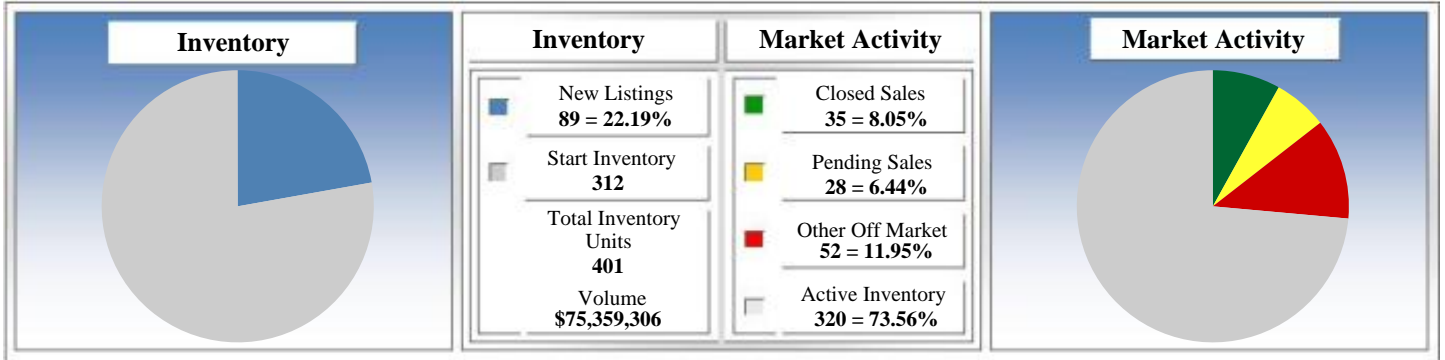 Inventory
Inventory
Market Activity
Market Activity
New Listings
89 = 22.19%
Start Inventory
312
Total Inventory
Units
401
Volume
$75,359,306
Closed Sales
35 = 8.05%
Pending Sales
28 = 6.44%
Other Off Market
52 = 11.95%
Active Inventory
320 = 73.56%